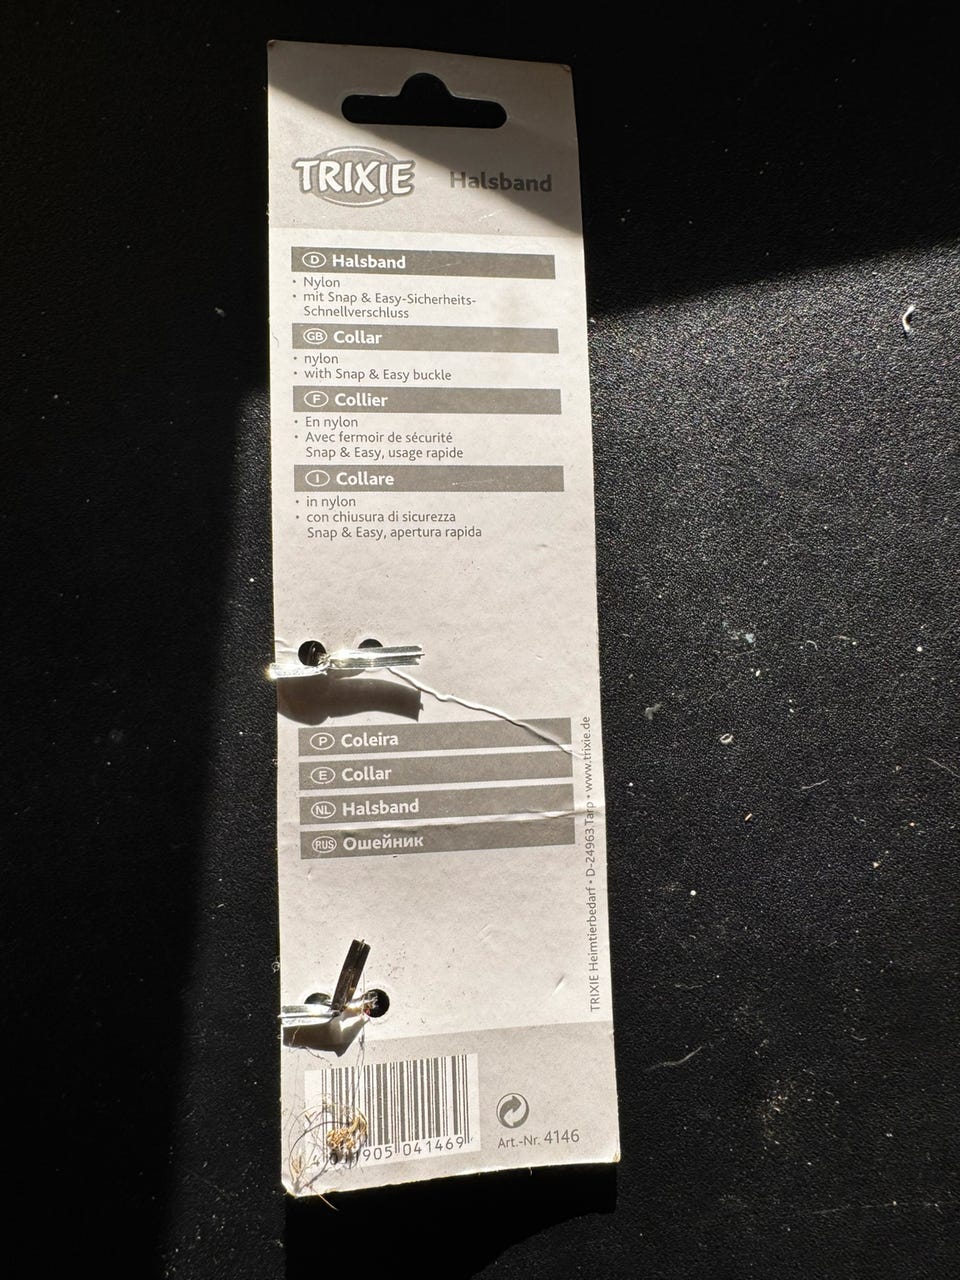 TRIXIE Halsband
D Halsband
• Nylon
• mit Snap & Easy-Sicherheits-
Schnellverschluss
GB Collar
• nylon
• with Snap & Easy buckle
F Collier
• En nylon
• Avec fermoir de sécurité
Snap & Easy, usage rapide
I Collare
• in nylon
• con chiusura di sicurezza
Snap & Easy, apertura rapida
P Coleira
E Collar
NL Halsband
RUS Ошейник
TRIXIE Heimtierbedarf • D-24963 Tarp • www.trixie.de
041469
Art.-Nr. 4146